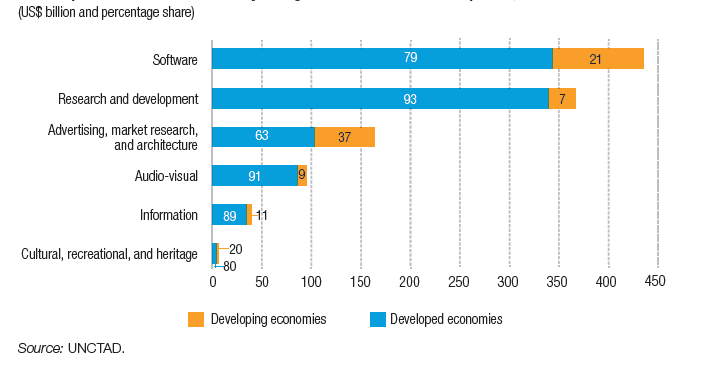 (US$ billion and percentage share)
Software
79
21
Research and development
93
7
Advertising, market research,
and architecture
63
37
Audio-visual
91
9
Information
89
11
Cultural, recreational, and heritage
20
80
0 50 100 150 200 250 300 350 400 450
Developing economies
Developed economies
Source: UNCTAD.